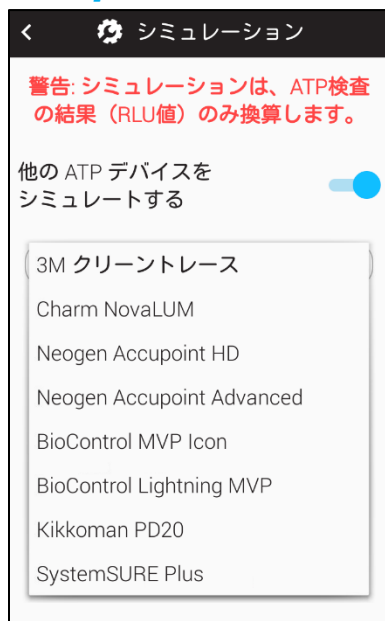 シミュレーション
警告: シミュレーションは、ATP検査
の結果（RLU値）のみ換算します。
他の ATP デバイスを
シミュレートする
3M クリーントレース
Charm NovaLUM
Neogen Accupoint HD
Neogen Accupoint Advanced
BioControl MVP Icon
BioControl Lightning MVP
Kikkoman PD20
SystemSURE Plus